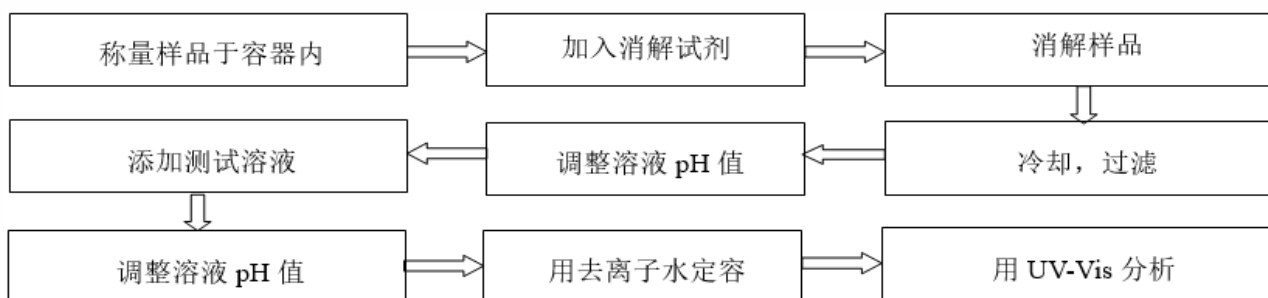 称量样品于容器内
加入消解试剂
消解样品
冷却，过滤
调整溶液 pH 值
添加测试溶液
调整溶液 pH 值
用去离子水定容
用 UV-Vis 分析